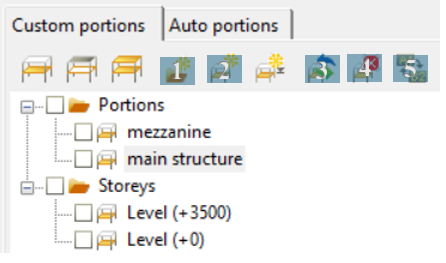 Custom portions Auto portions
1 2 3 4 5
Portions
mezzanine
main structure
Storeys
Level (+3500)
Level (+0)